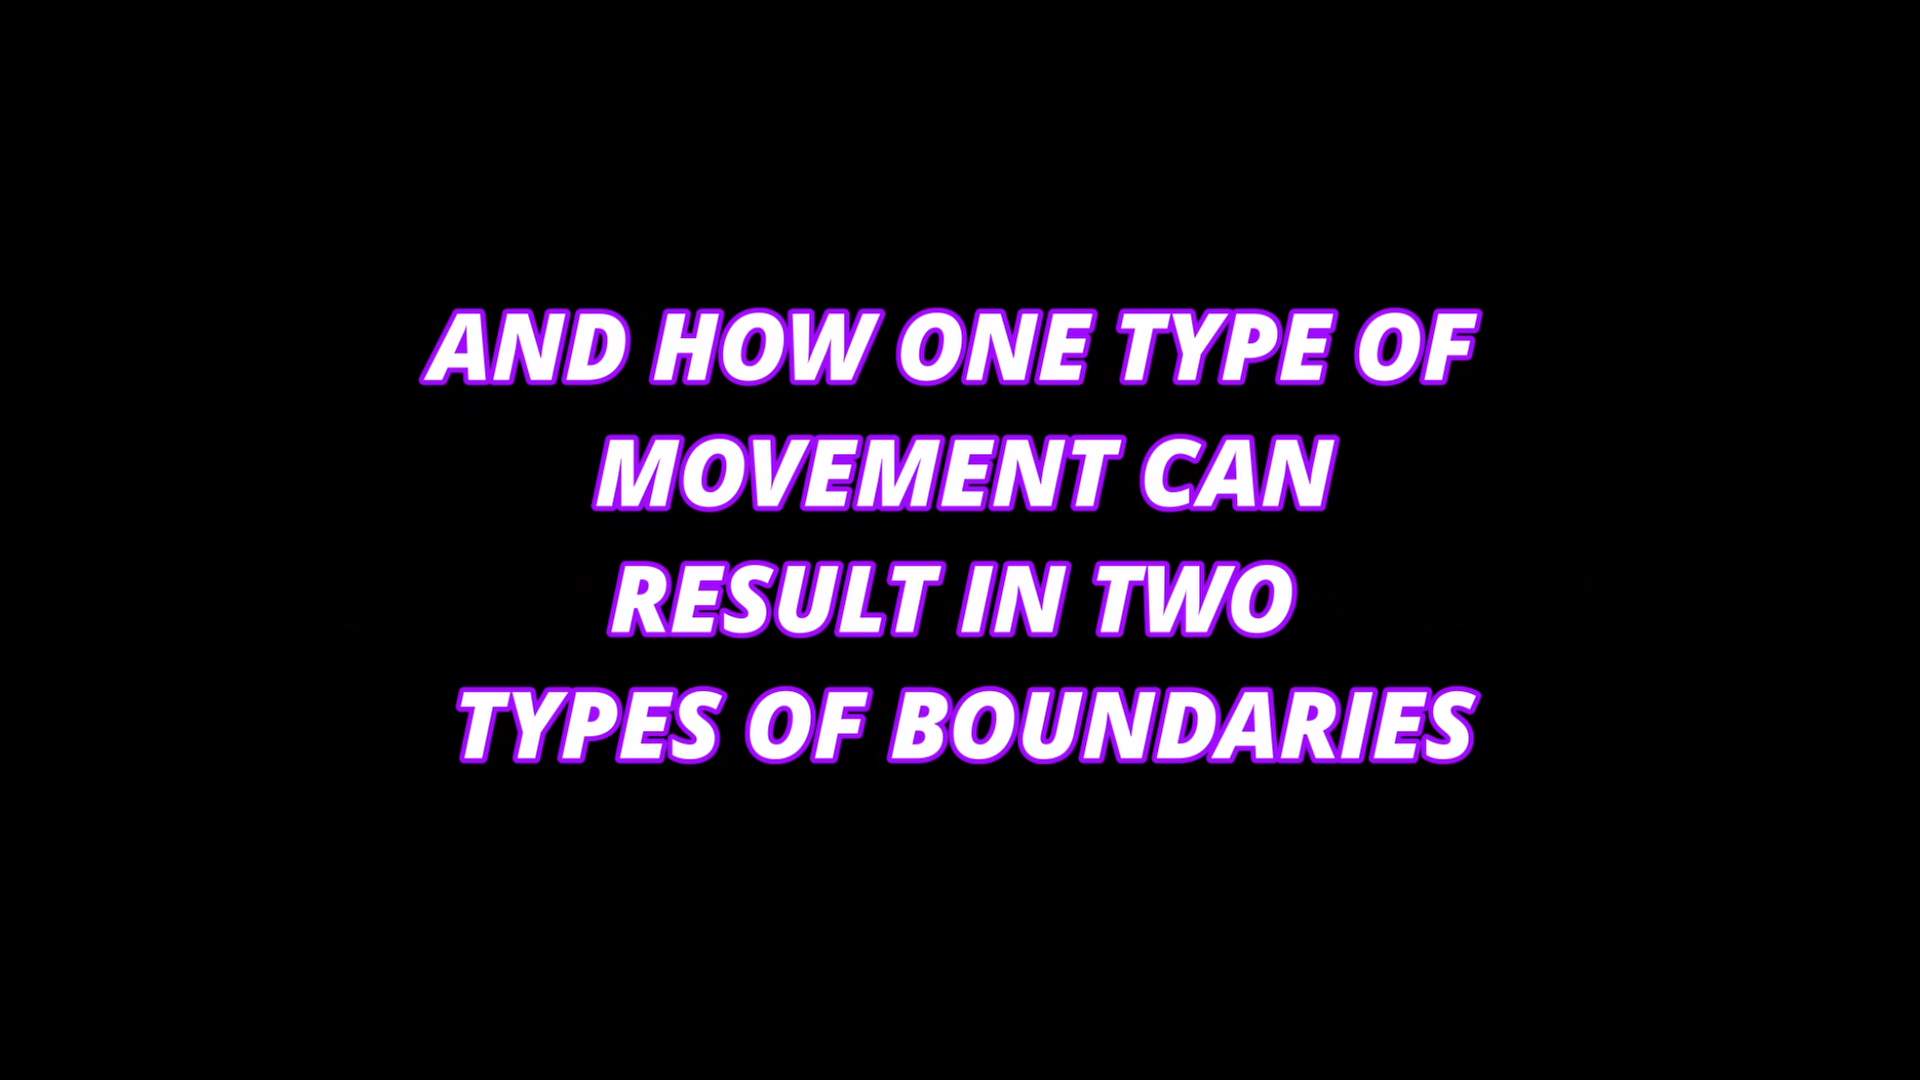 AND HOW ONE TYPE OF
MOVEMENT CAN
RESULT IN TWO
TYPES OF BOUNDARIES